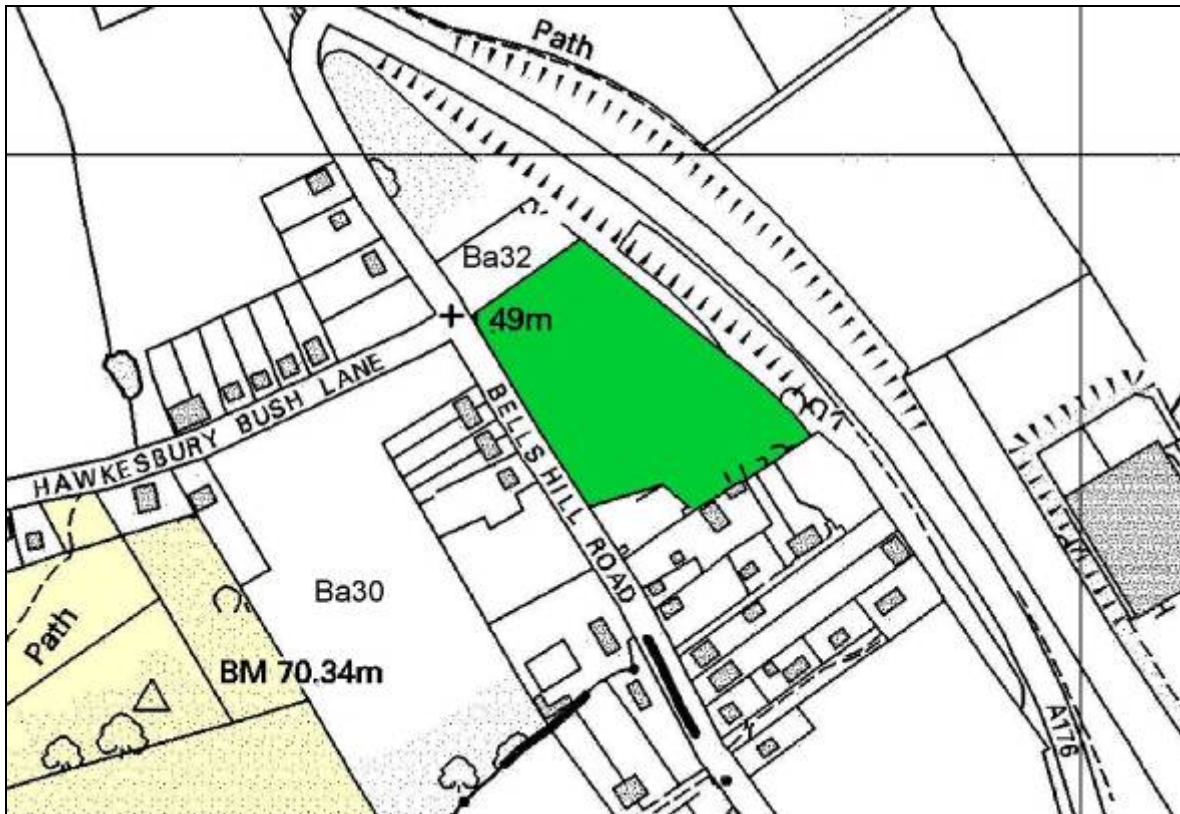 Path
Ba32
49m
HAWKESBURY BUSH LANE
BELLS HILL ROAD
Ba30
Path
BM 70.34m
A176